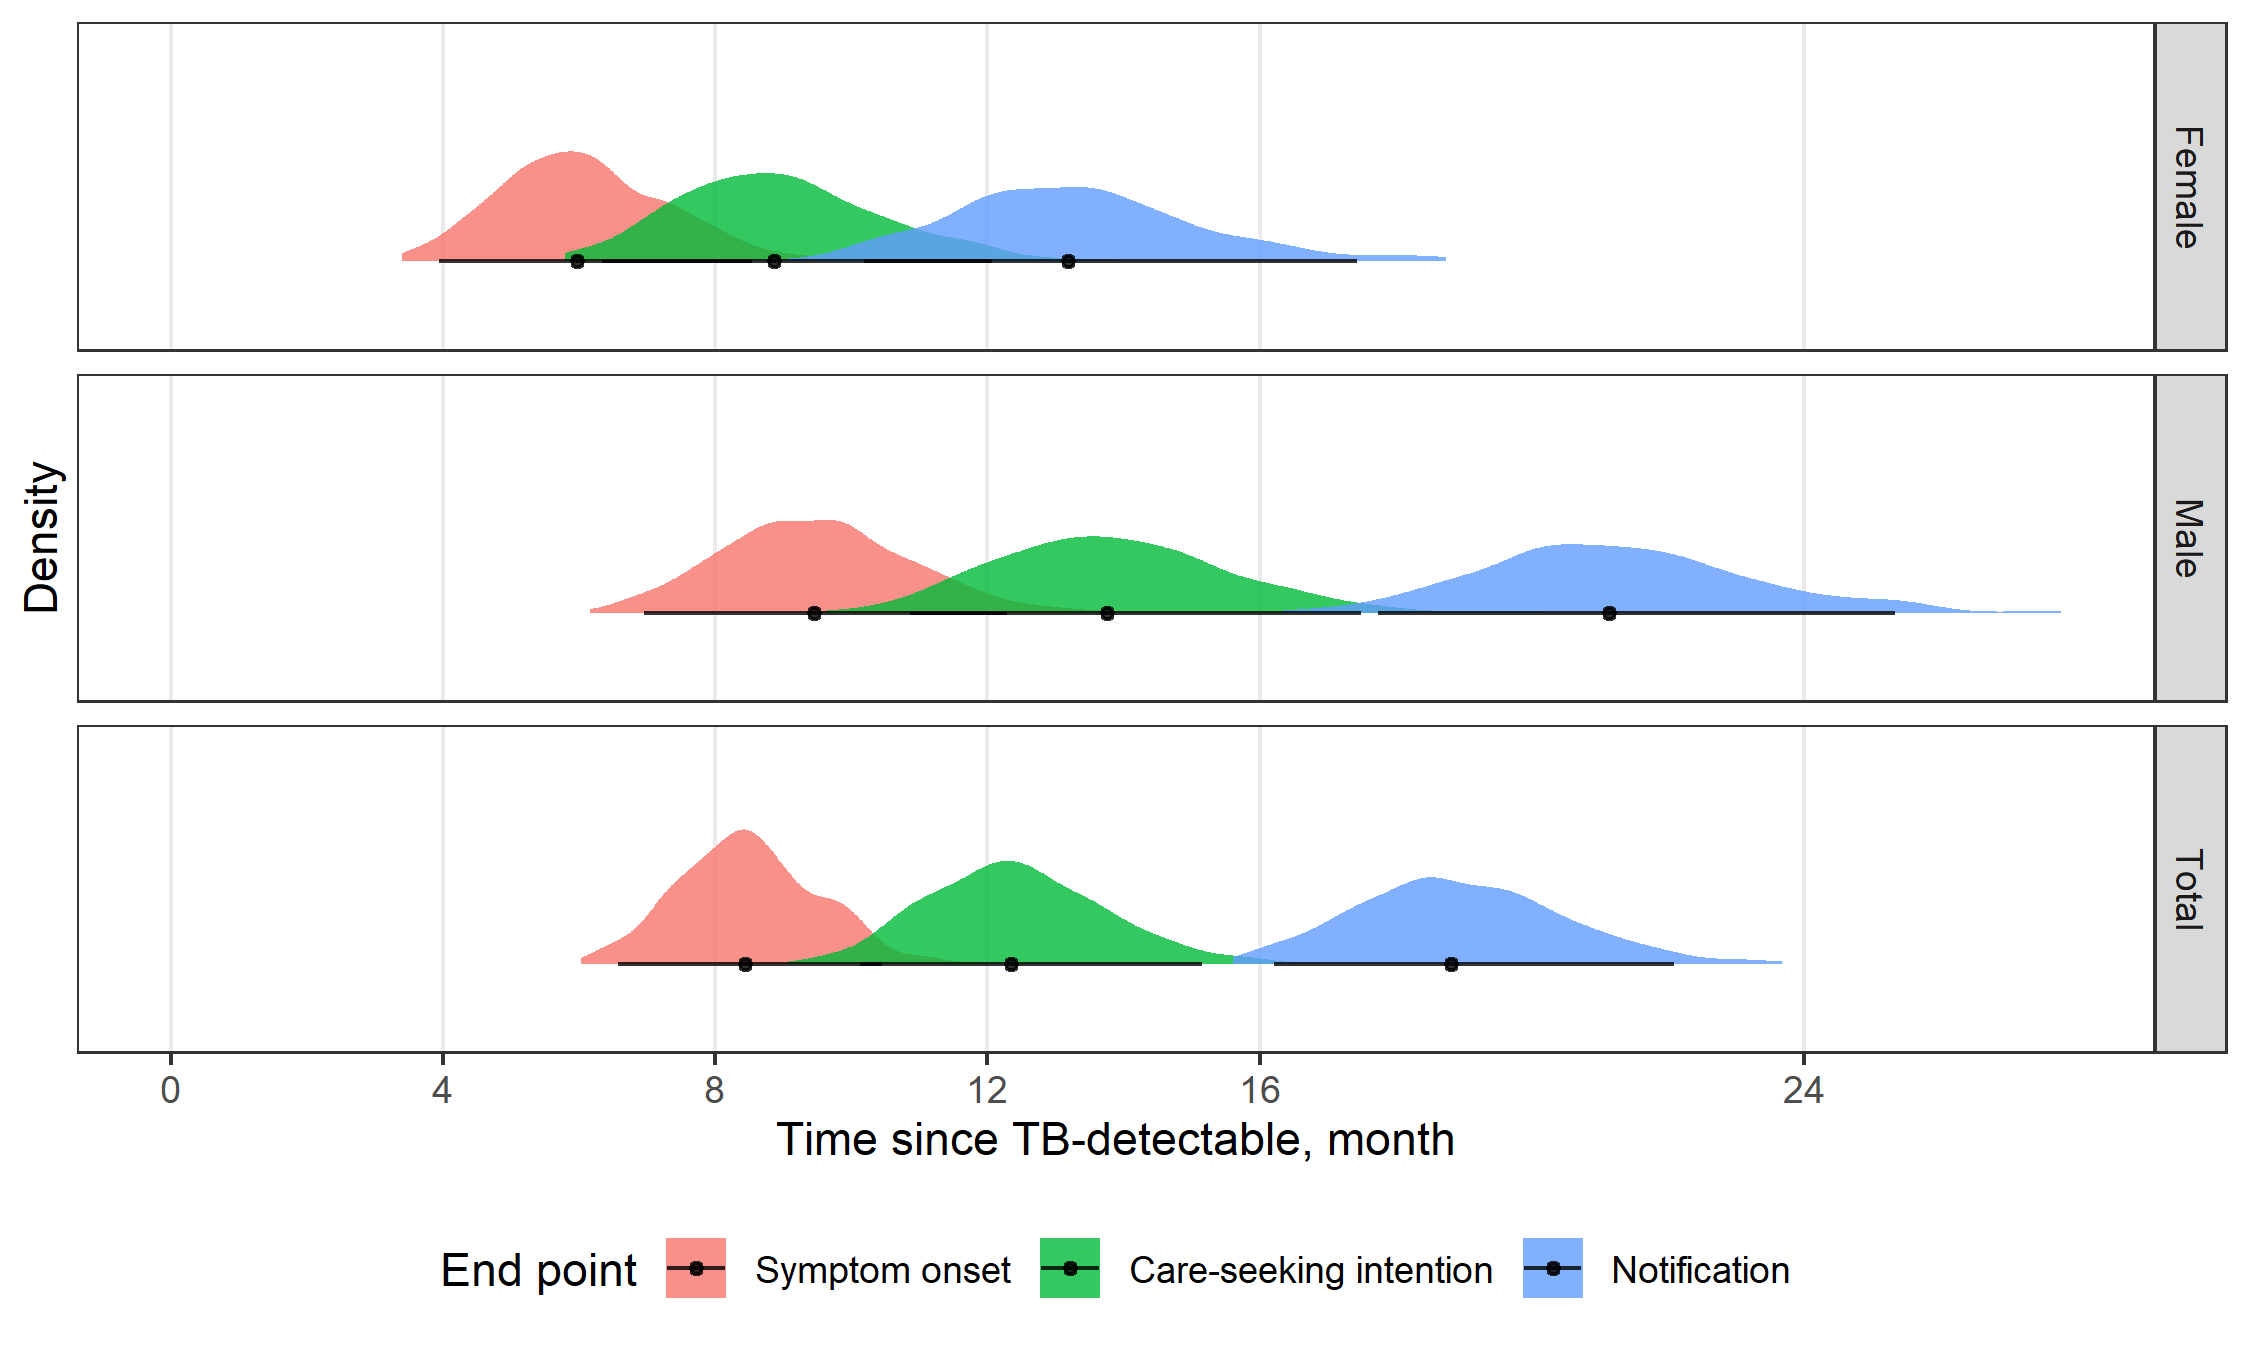 Female
Male
Total
Density
0 4 8 12 16 24
Time since TB-detectable, month
End point Symptom onset Care-seeking intention Notification